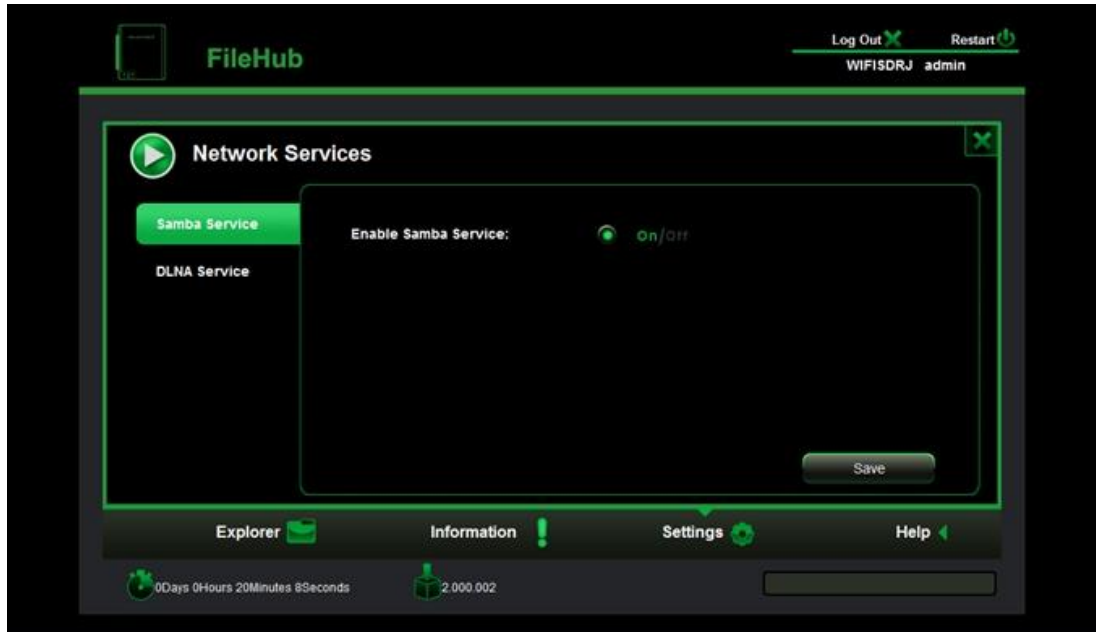 FileHub
Log Out Restart
WIFISDRJ admin
Network Services
Samba Service
Enable Samba Service: On/Off
DLNA Service
Save
Explorer Information Settings Help
0Days 0Hours 20Minutes 8Seconds 2.000.002